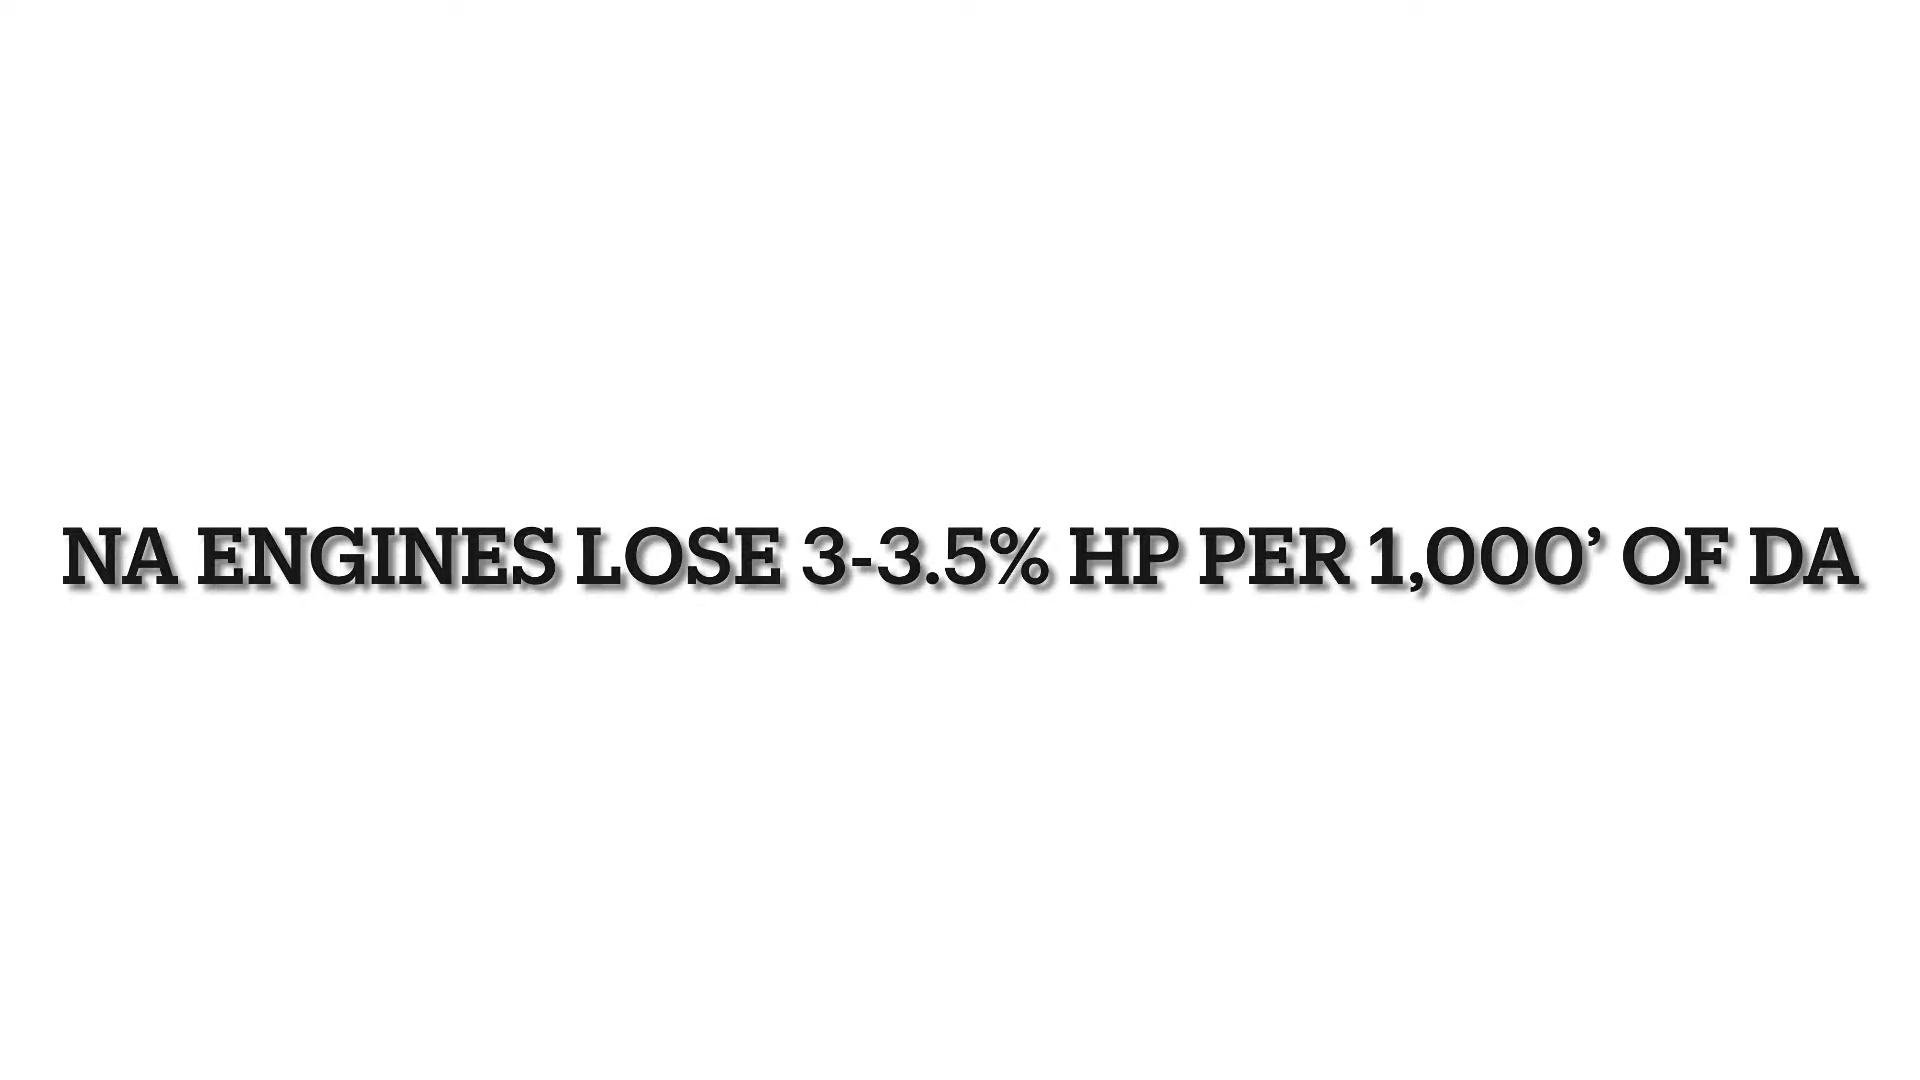 NA ENGINES LOSE 3-3.5% HP PER 1,000’ OF DA